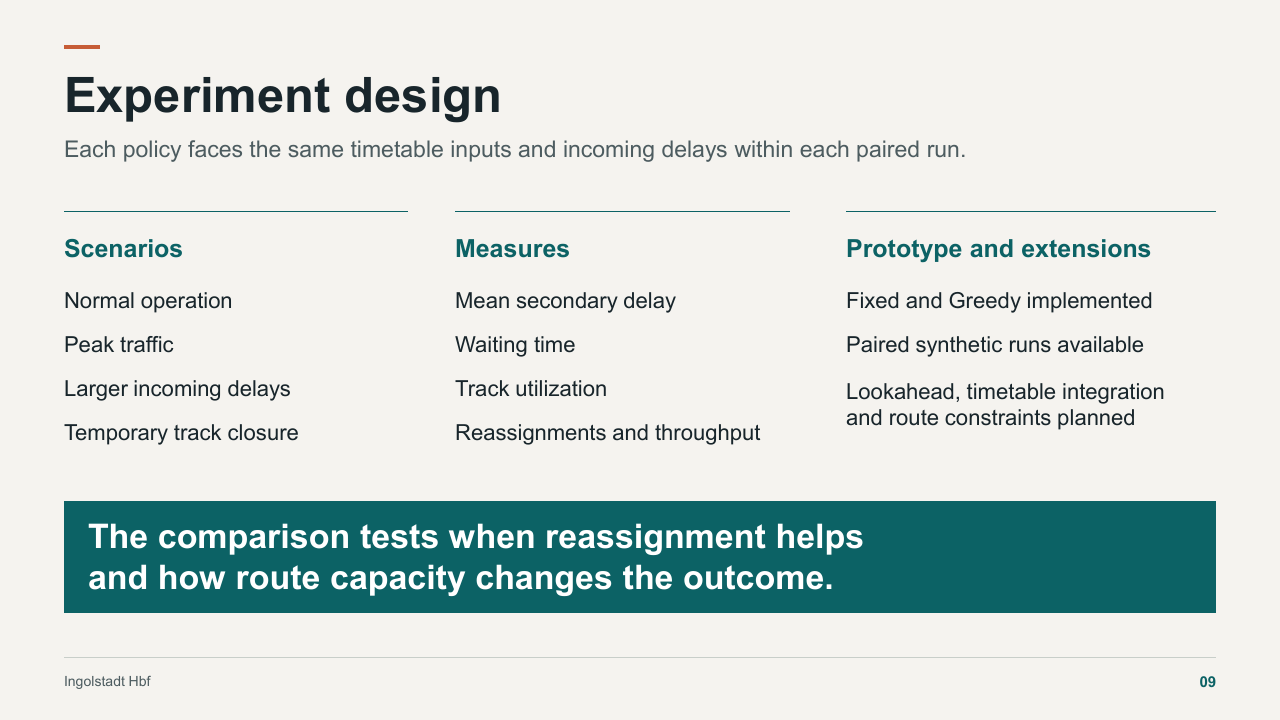 Experiment design
Each policy faces the same timetable inputs and incoming delays within each paired run.
Scenarios
Normal operation
Peak traffic
Larger incoming delays
Temporary track closure
Measures
Mean secondary delay
Waiting time
Track utilization
Reassignments and throughput
Prototype and extensions
Fixed and Greedy implemented
Paired synthetic runs available
Lookahead, timetable integration
and route constraints planned
The comparison tests when reassignment helps
and how route capacity changes the outcome.
Ingolstadt Hbf
09